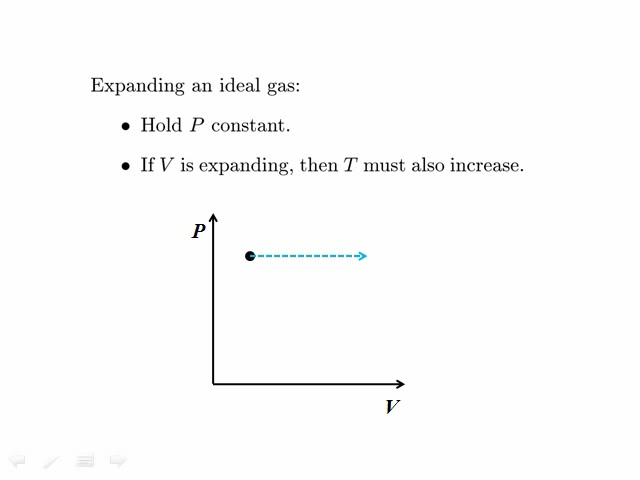 Expanding an ideal gas:
• Hold P constant.
• If V is expanding, then T must also increase.
P
V